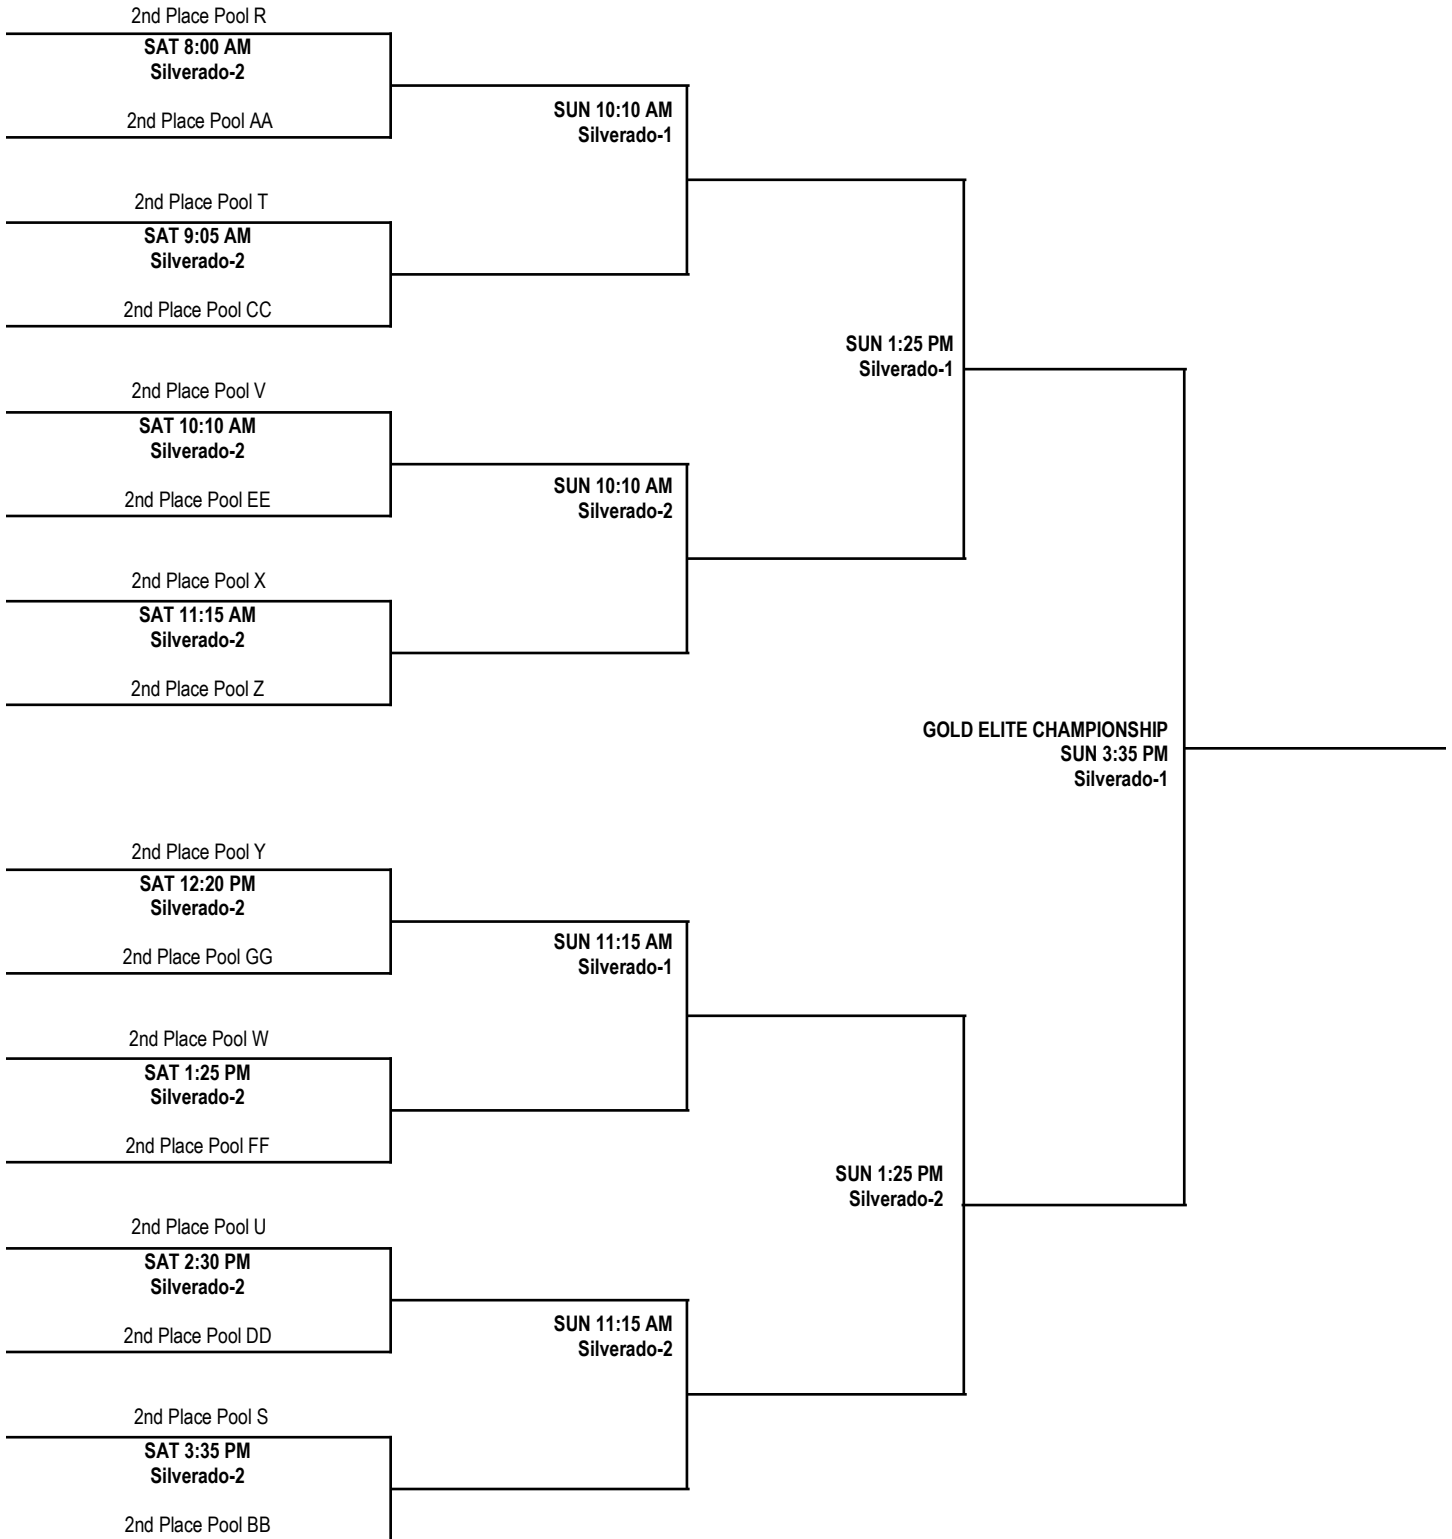 2nd Place Pool R
SAT 8:00 AM
Silverado-2
2nd Place Pool AA
SUN 10:10 AM
Silverado-1
2nd Place Pool T
SAT 9:05 AM
Silverado-2
2nd Place Pool CC
SUN 1:25 PM
Silverado-1
2nd Place Pool V
SAT 10:10 AM
Silverado-2
2nd Place Pool EE
SUN 10:10 AM
Silverado-2
2nd Place Pool X
SAT 11:15 AM
Silverado-2
2nd Place Pool Z
GOLD ELITE CHAMPIONSHIP
SUN 3:35 PM
Silverado-1
2nd Place Pool Y
SAT 12:20 PM
Silverado-2
2nd Place Pool GG
SUN 11:15 AM
Silverado-1
2nd Place Pool W
SAT 1:25 PM
Silverado-2
2nd Place Pool FF
SUN 1:25 PM
Silverado-2
2nd Place Pool U
SAT 2:30 PM
Silverado-2
2nd Place Pool DD
SUN 11:15 AM
Silverado-2
2nd Place Pool S
SAT 3:35 PM
Silverado-2
2nd Place Pool BB